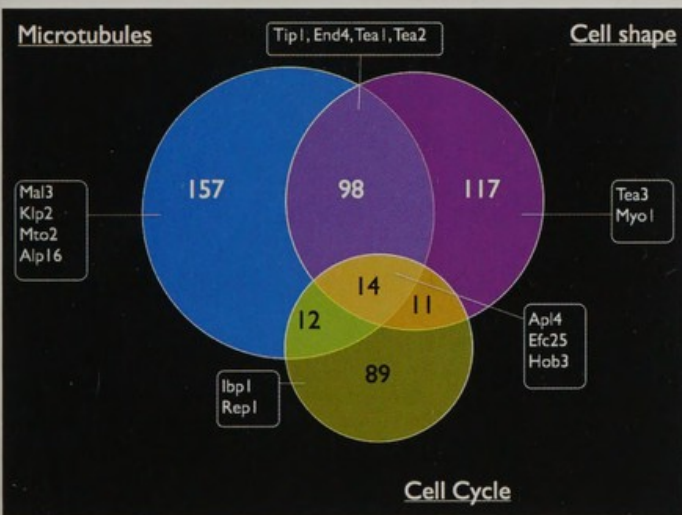 Microtubules
Tip1, End4, Tea1, Tea2
Cell shape
157
98
117
Mal3
Klp2
Mto2
Alp16
Tea3
Myo1
14
12
11
Apl4
Efc25
Hob3
89
Ibp1
Rep1
Cell Cycle